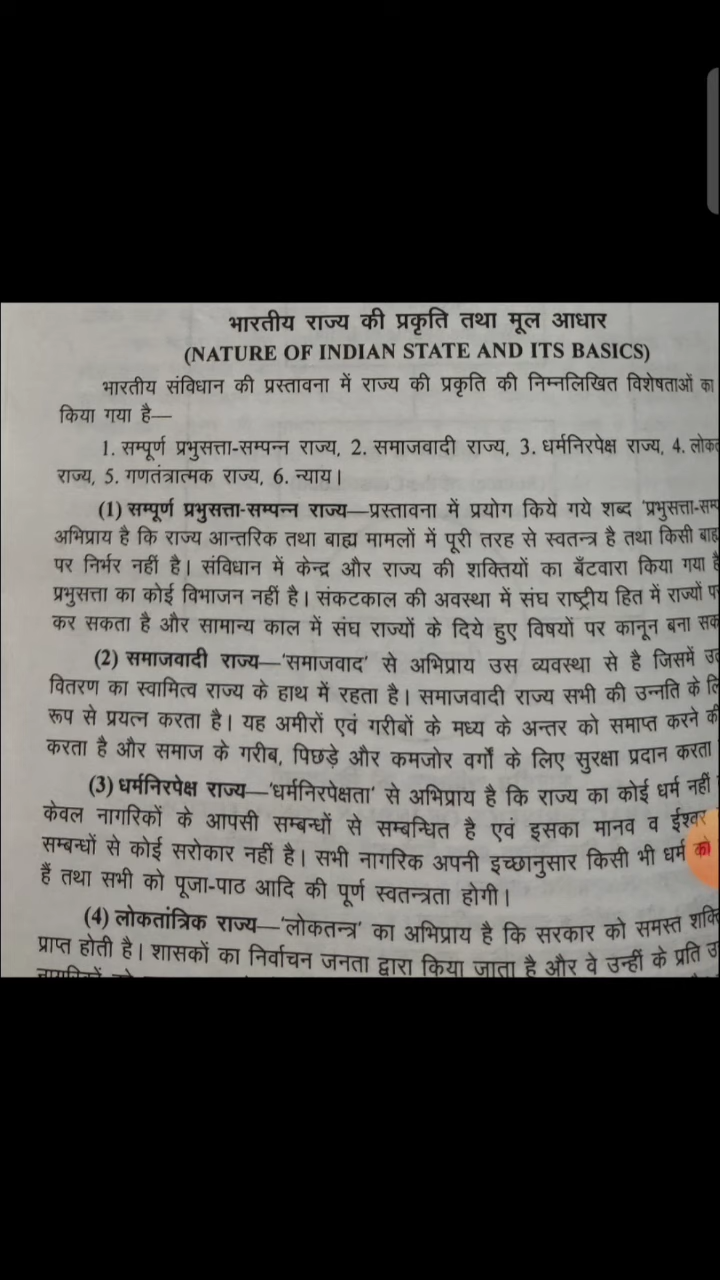 भारतीय राज्य की प्रकृति तथा मूल आधार
(NATURE OF INDIAN STATE AND ITS BASICS)
भारतीय संविधान की प्रस्तावना में राज्य की प्रकृति की निम्नलिखित विशेषताओं का
किया गया है—
1. सम्पूर्ण प्रभुसत्ता-सम्पन्न राज्य, 2. समाजवादी राज्य, 3. धर्मनिरपेक्ष राज्य, 4.
राज्य, 5. गणतंत्रात्मक राज्य, 6. न्याय।
(1) सम्पूर्ण प्रभुसत्ता-सम्पन्न राज्य—प्रस्तावना में प्रयोग किये गये शब्द
अभिप्राय है कि राज्य आन्तरिक तथा बाह्य मामलों में पूरी तरह से स्वतन्त्र है तथा किसी
पर निर्भर नहीं है। संविधान में केन्द्र और राज्य की शक्तियों का बँटवारा किया गया
प्रभुसत्ता का कोई विभाजन नहीं है। संकटकाल की अवस्था में संघ राष्ट्रीय हित में राज्यों
कर सकता है और सामान्य काल में संघ राज्यों के दिये हुए विषयों पर कानून बना
(2) समाजवादी राज्य—'समाजवाद' से अभिप्राय उस व्यवस्था से है जिसमें
वितरण का स्वामित्व राज्य के हाथ में रहता है। समाजवादी राज्य सभी की उन्नति के
रूप से प्रयत्न करता है। यह अमीरों एवं गरीबों के मध्य के अन्तर को समाप्त करने की
करता है और समाज के गरीब, पिछड़े और कमजोर वर्गों के लिए सुरक्षा प्रदान करता
(3) धर्मनिरपेक्ष राज्य—'धर्मनिरपेक्षता' से अभिप्राय है कि राज्य का कोई धर्म नहीं
केवल नागरिकों के आपसी सम्बन्धों से सम्बन्धित है एवं इसका मानव व ईश्वर
सम्बन्धों से कोई सरोकार नहीं है। सभी नागरिक अपनी इच्छानुसार किसी भी धर्म को
हैं तथा सभी को पूजा-पाठ आदि की पूर्ण स्वतन्त्रता होगी।
(4) लोकतांत्रिक राज्य—'लोकतन्त्र' का अभिप्राय है कि सरकार को समस्त
प्राप्त होती है। शासकों का निर्वाचन जनता द्वारा किया जाता है और वे उन्हीं के प्रति